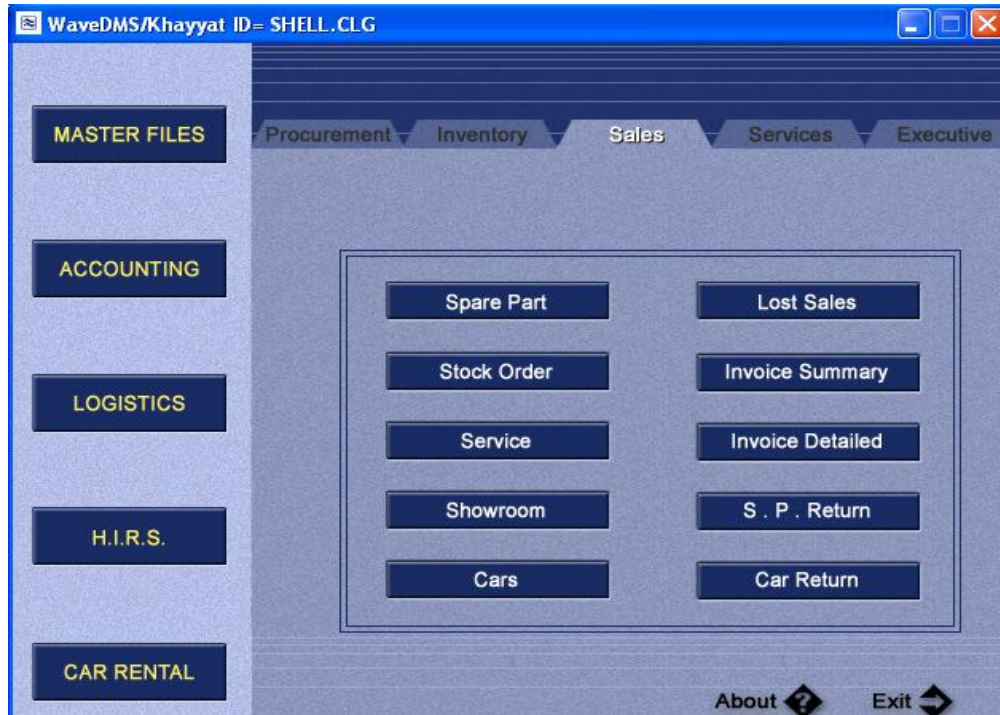 WaveDMS/Khayyat ID= SHELL.CLG
MASTER FILES
ACCOUNTING
LOGISTICS
H.I.R.S.
CAR RENTAL
Procurement Inventory Sales Services Executive
Spare Part Lost Sales
Stock Order Invoice Summary
Service Invoice Detailed
Showroom S . P . Return
Cars Car Return
About ? Exit